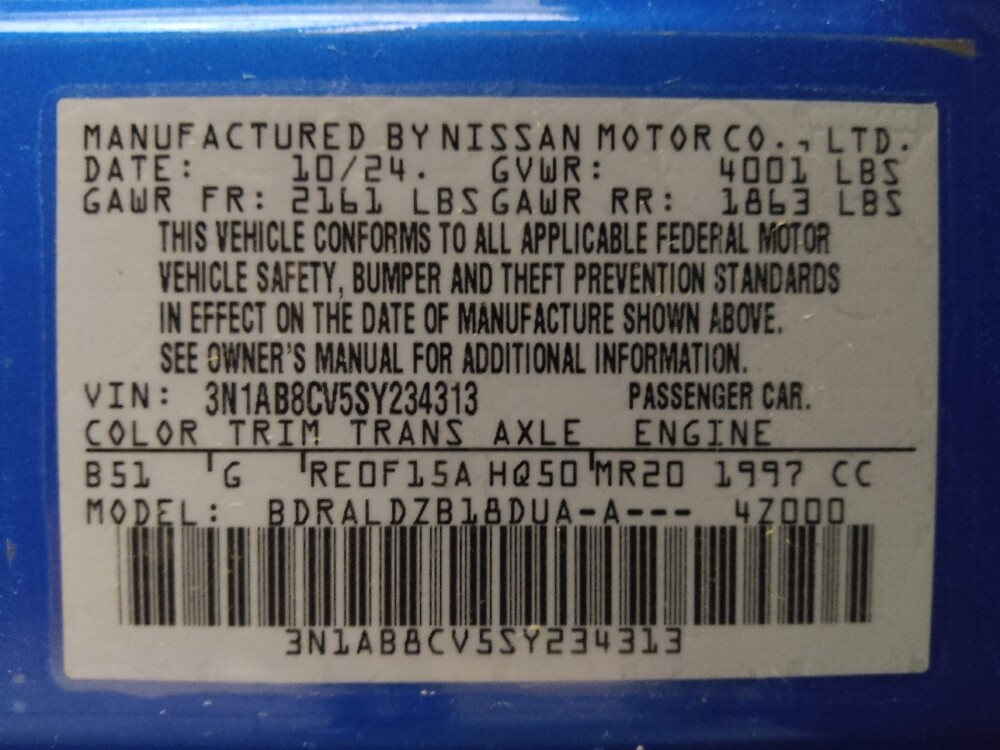 MANUFACTURED BY NISSAN MOTOR CO., LTD.
DATE: 10/24. GVWR: 4001 LBS
GAWR FR: 2161 LBS GAWR RR: 1863 LBS
THIS VEHICLE CONFORMS TO ALL APPLICABLE FEDERAL MOTOR
VEHICLE SAFETY, BUMPER AND THEFT PREVENTION STANDARDS
IN EFFECT ON THE DATE OF MANUFACTURE SHOWN ABOVE.
SEE OWNER'S MANUAL FOR ADDITIONAL INFORMATION.
VIN: 3N1AB8CV5SY234313 PASSENGER CAR.
COLOR TRIM TRANS AXLE ENGINE
B51 G RE0F15A HQ50 MR20 1997 CC
MODEL: BDRALDZB18DUA-A--- 4Z000
3N1AB8CV5SY234313